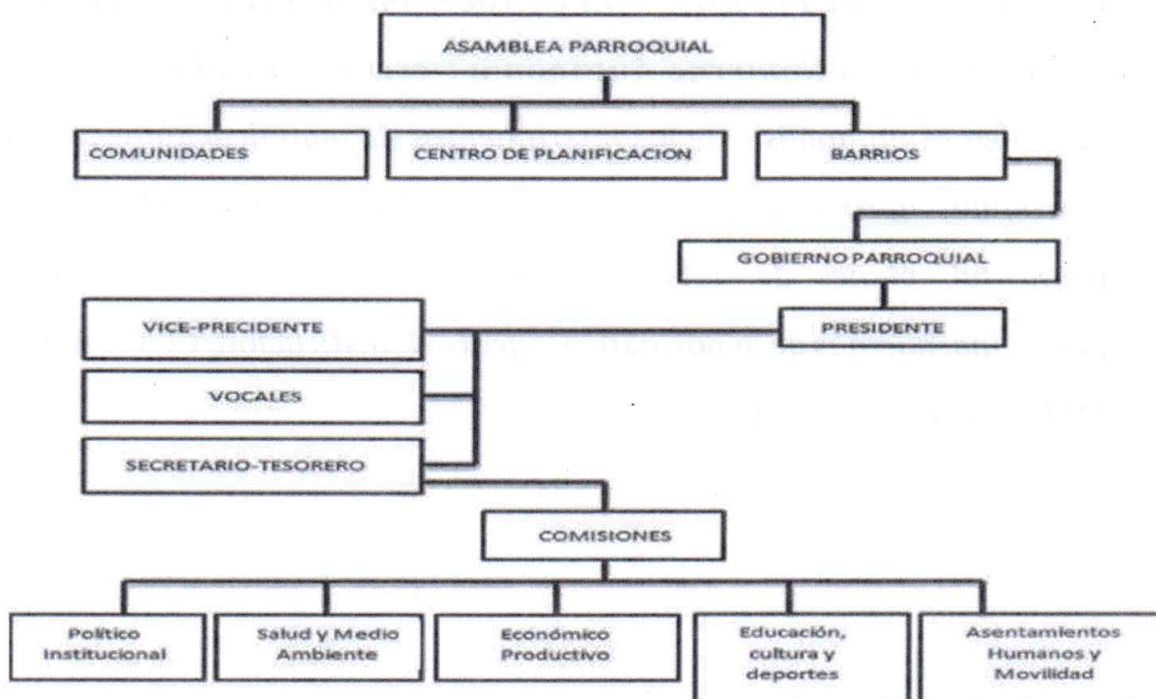 ASAMBLEA PARROQUIAL
COMUNIDADES
CENTRO DE PLANIFICACION
BARRIOS
GOBIERNO PARROQUIAL
VICE-PRECIDENTE
PRESIDENTE
VOCALES
SECRETARIO-TESORERO
COMISIONES
Político
Institucional
Salud y Medio
Ambiente
Económico
Productivo
Educación,
cultura y
deportes
Asentamientos
Humanos y
Movilidad